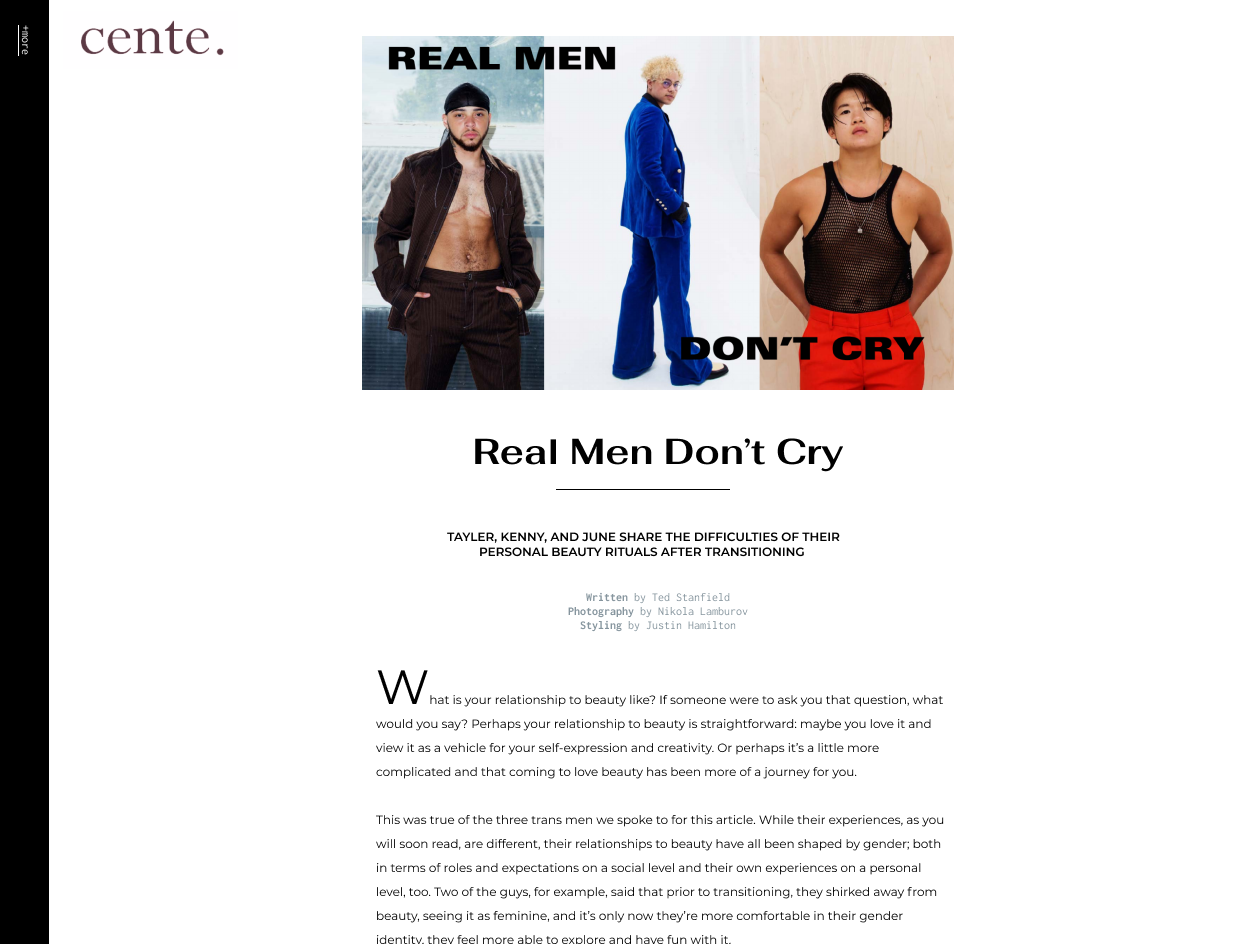 +more
cente.
REAL MEN
DON'T CRY
Real Men Don’t Cry
TAYLER, KENNY, AND JUNE SHARE THE DIFFICULTIES OF THEIR
PERSONAL BEAUTY RITUALS AFTER TRANSITIONING
Written by Ted Stanfield
Photography by Nikola Lamburov
Styling by Justin Hamilton
What is your relationship to beauty like? If someone were to ask you that question, what
would you say? Perhaps your relationship to beauty is straightforward: maybe you love it and
view it as a vehicle for your self-expression and creativity. Or perhaps it’s a little more
complicated and that coming to love beauty has been more of a journey for you.
This was true of the three trans men we spoke to for this article. While their experiences, as you
will soon read, are different, their relationships to beauty have all been shaped by gender; both
in terms of roles and expectations on a social level and their own experiences on a personal
level, too. Two of the guys, for example, said that prior to transitioning, they shirked away from
beauty, seeing it as feminine, and it’s only now they’re more comfortable in their gender
identity, they feel more able to explore and have fun with it.